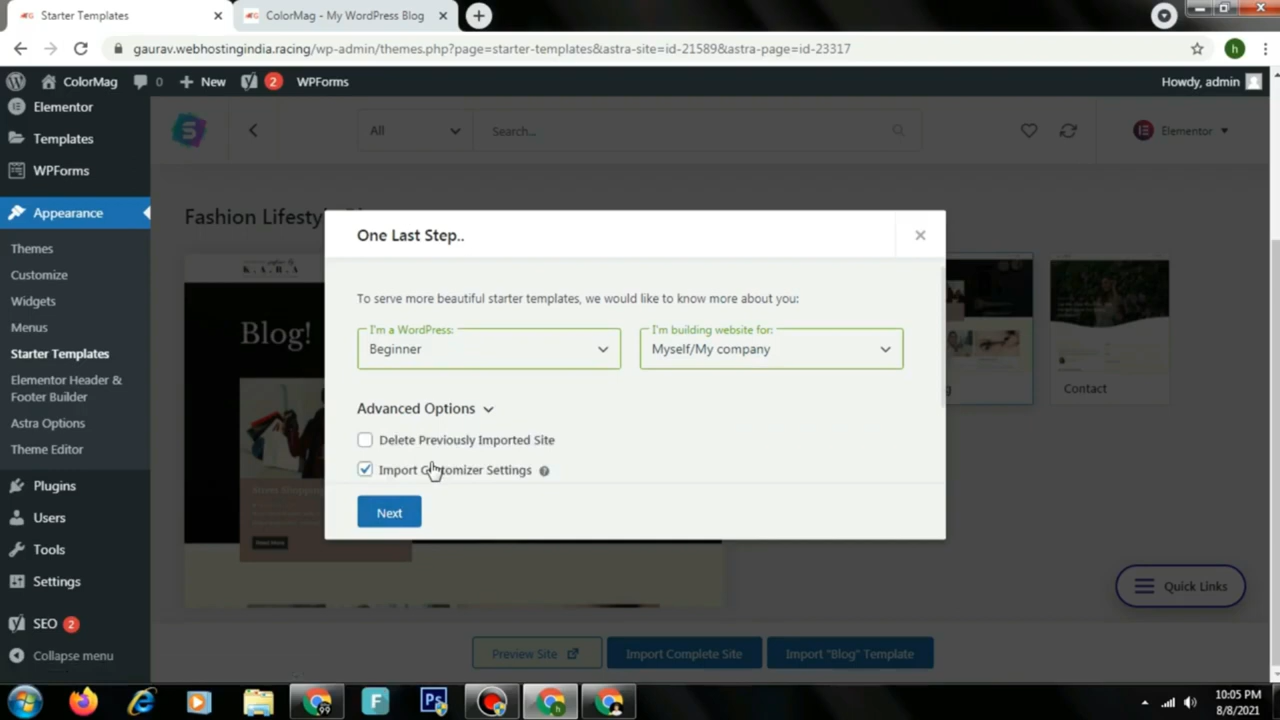 Starter Templates
ColorMag - My WordPress Blog
gaurav.webhostingindia.racing/wp-admin/themes.php?page=starter-templates&astra-site=id-21589&astra-page=id-23317
h
ColorMag
0
New
2
WPForms
Howdy, admin
Elementor
Templates
WPForms
Appearance
Themes
Customize
Widgets
Menus
Starter Templates
Elementor Header &
Footer Builder
Astra Options
Theme Editor
Plugins
Users
Tools
Settings
SEO 2
Collapse menu
All
Search...
Elementor
Fashion Lifesty
K.A.R.A
Blog!
One Last Step..
To serve more beautiful starter templates, we would like to know more about you:
I'm a WordPress:
Beginner
I'm building website for:
Myself/My company
Advanced Options
Delete Previously Imported Site
Import Customizer Settings
Next
Contact
Quick Links
Preview Site
Import Complete Site
Import "Blog" Template
99
F
Ps
h
10:05 PM
8/8/2021